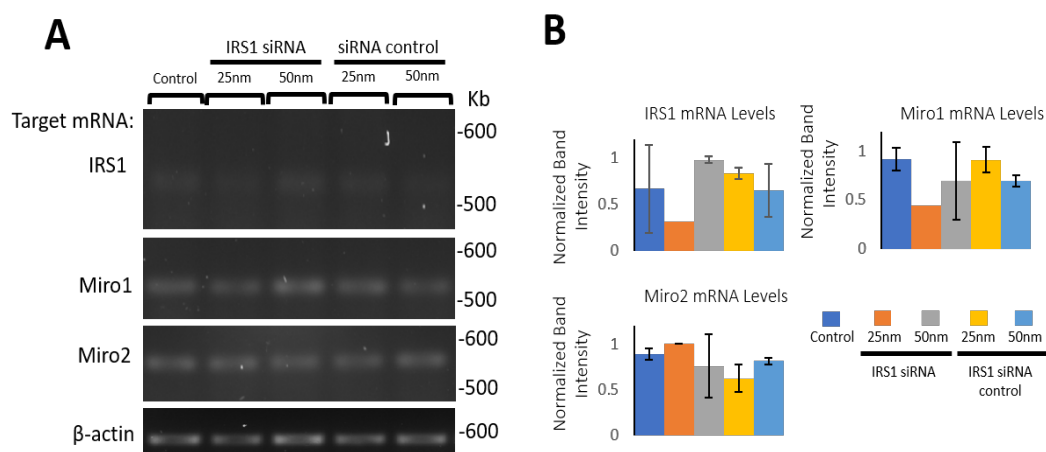 A
IRS1 siRNA
siRNA control
Control
25nm
50nm
25nm
50nm
Kb
Target mRNA:
IRS1
-600
-500
Miro1
-600
-500
Miro2
-600
-500
β-actin
-600
B
IRS1 mRNA Levels
Normalized Band
Intensity
1
0.5
0
Miro1 mRNA Levels
Normalized Band
Intensity
1
0.5
0
Miro2 mRNA Levels
Normalized Band
Intensity
1
0.5
0
Control
25nm
50nm
25nm
50nm
IRS1 siRNA
IRS1 siRNA
control